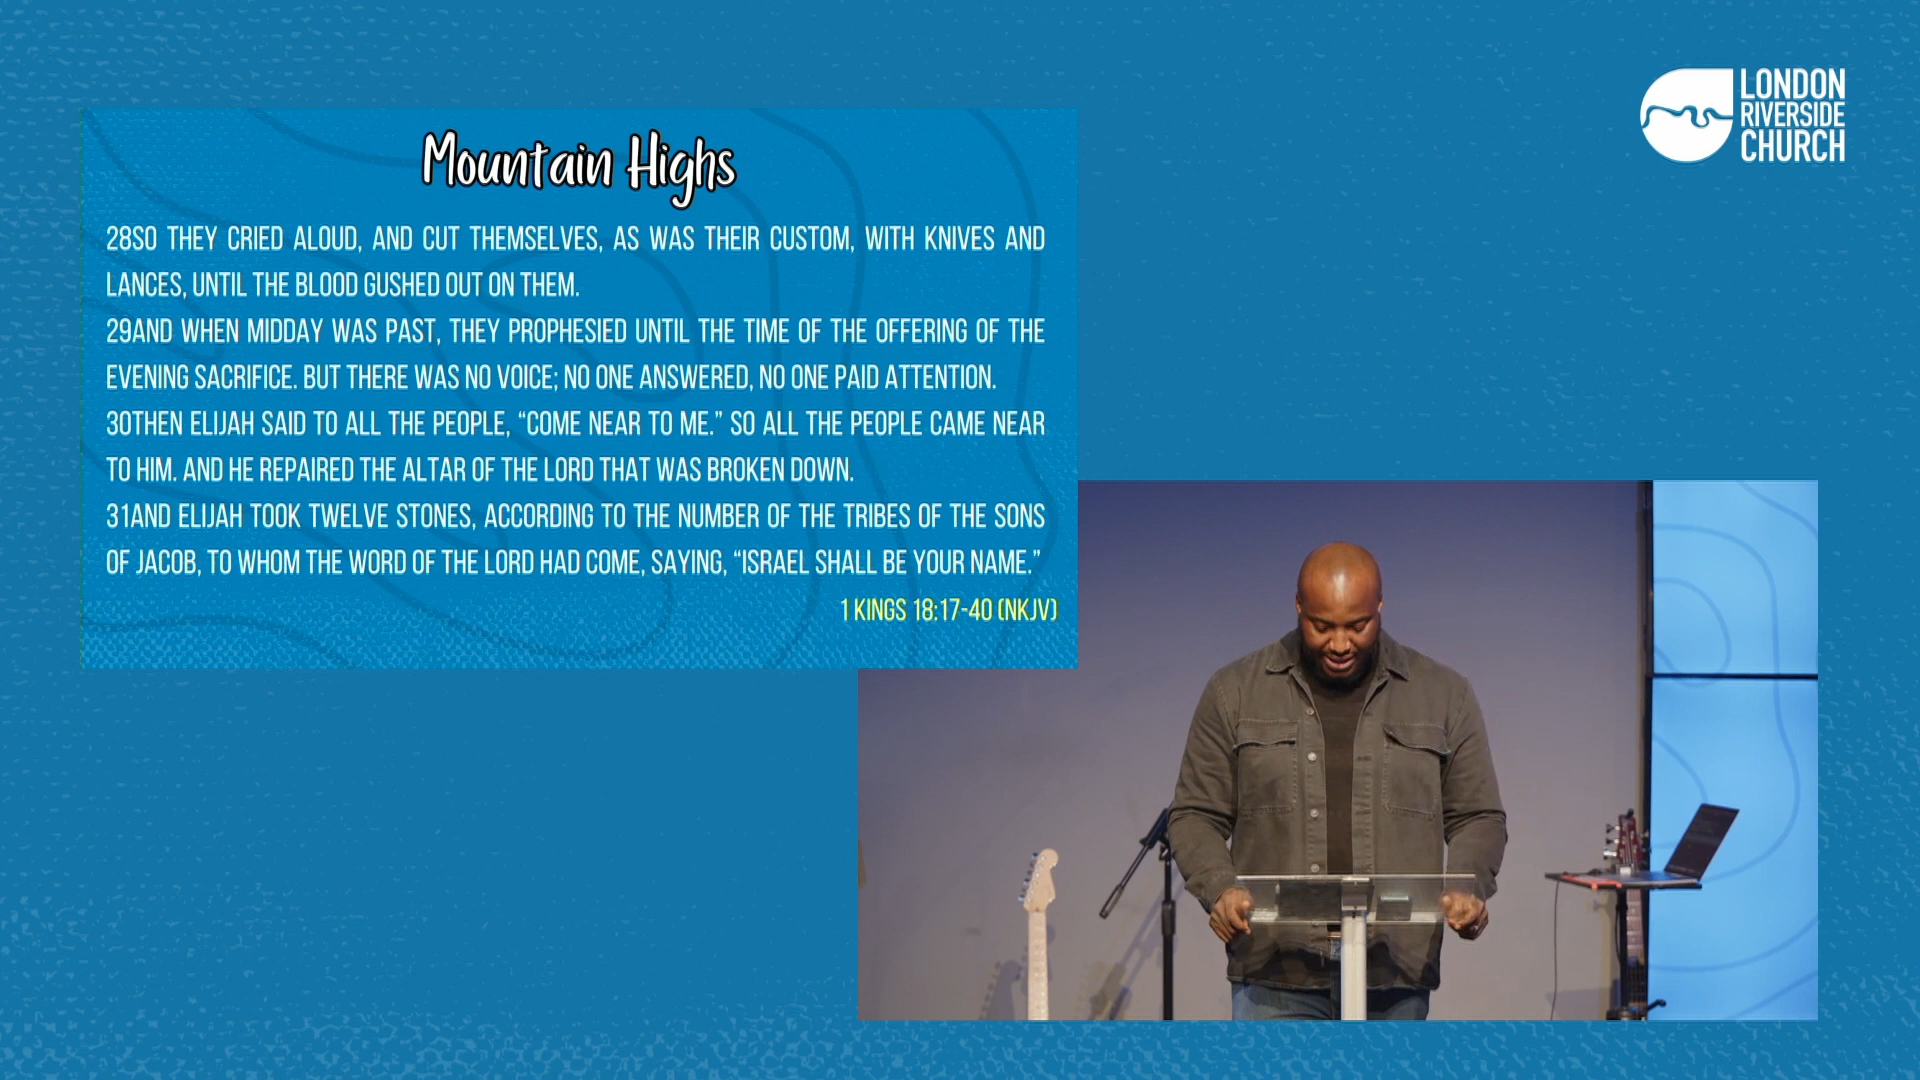 Mountain Highs
28SO THEY CRIED ALOUD, AND CUT THEMSELVES, AS WAS THEIR CUSTOM, WITH KNIVES AND
LANCES, UNTIL THE BLOOD GUSHED OUT ON THEM.
29AND WHEN MIDDAY WAS PAST, THEY PROPHESIED UNTIL THE TIME OF THE OFFERING OF THE
EVENING SACRIFICE. BUT THERE WAS NO VOICE; NO ONE ANSWERED, NO ONE PAID ATTENTION.
30THEN ELIJAH SAID TO ALL THE PEOPLE, “COME NEAR TO ME.” SO ALL THE PEOPLE CAME NEAR
TO HIM. AND HE REPAIRED THE ALTAR OF THE LORD THAT WAS BROKEN DOWN.
31AND ELIJAH TOOK TWELVE STONES, ACCORDING TO THE NUMBER OF THE TRIBES OF THE SONS
OF JACOB, TO WHOM THE WORD OF THE LORD HAD COME, SAYING, “ISRAEL SHALL BE YOUR NAME.”
1 KINGS 18:17-40 (NKJV)
LONDON
RIVERSIDE
CHURCH